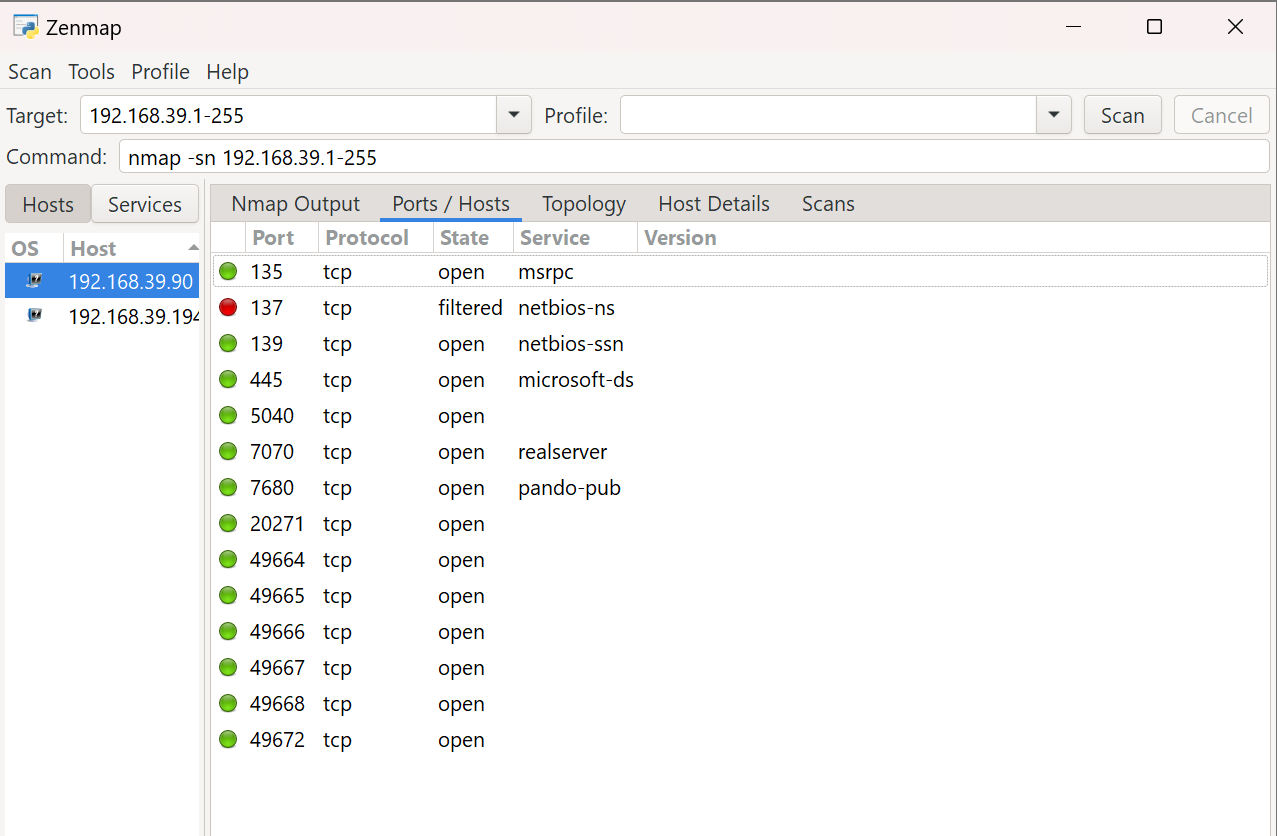 Zenmap
Scan Tools Profile Help
Target: 192.168.39.1-255 Profile: Scan Cancel
Command: nmap -sn 192.168.39.1-255
Hosts Services
OS Host
192.168.39.90
192.168.39.194
Nmap Output Ports / Hosts Topology Host Details Scans
Port Protocol State Service Version
135 tcp open msrpc
137 tcp filtered netbios-ns
139 tcp open netbios-ssn
445 tcp open microsoft-ds
5040 tcp open
7070 tcp open realserver
7680 tcp open pando-pub
20271 tcp open
49664 tcp open
49665 tcp open
49666 tcp open
49667 tcp open
49668 tcp open
49672 tcp open